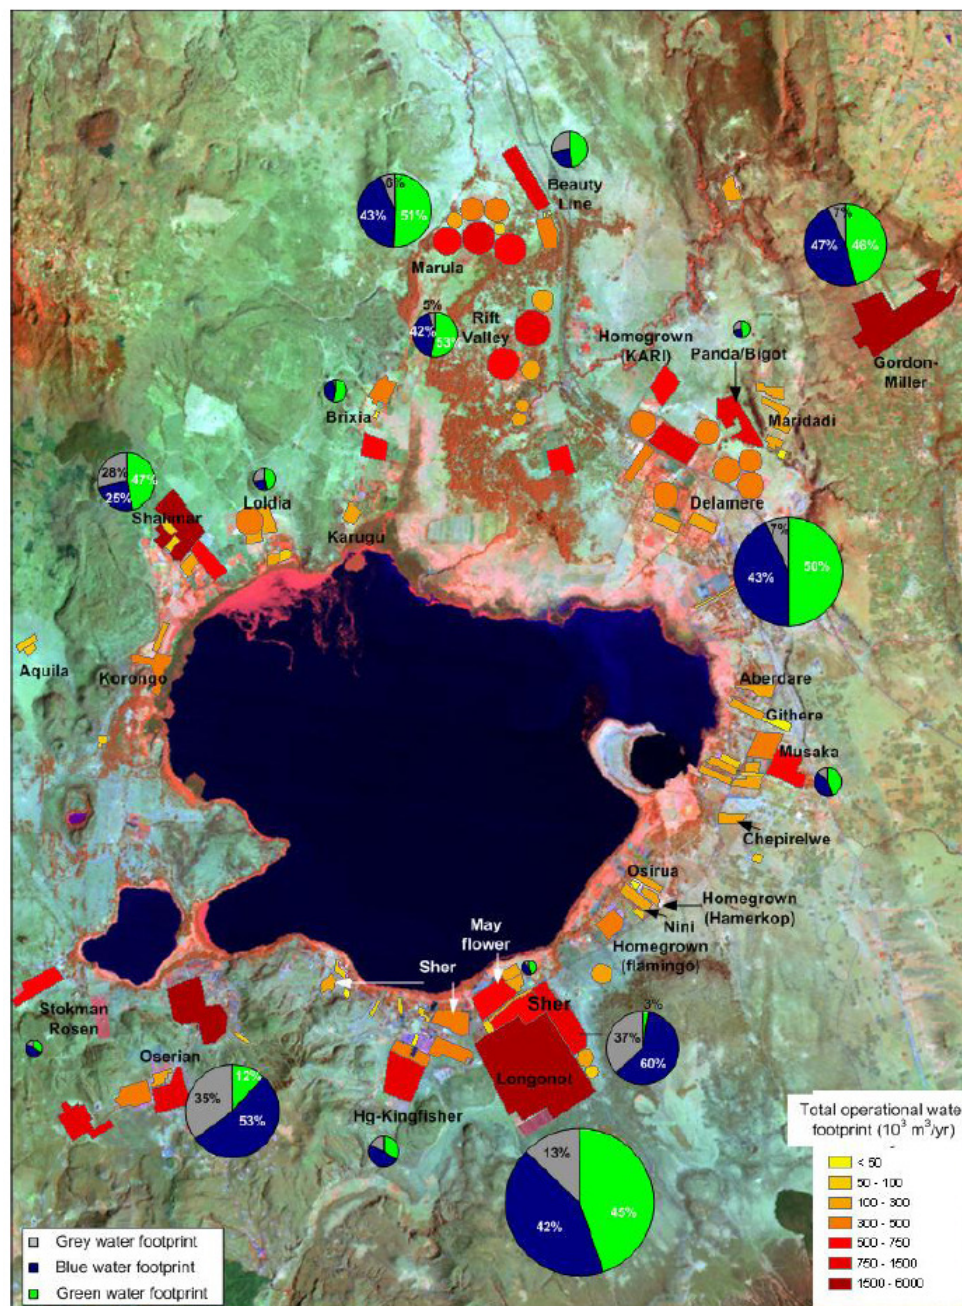 Beauty
Line
6%
43%
51%
Marula
7%
47%
46%
5%
42%
53%
Rift
Valley
Homegrown
(KARI)
Panda/Bigot
Gordon-
Miller
Brixia
Maridadi
28%
47%
25%
Shalimar
Loldia
Delamere
Karugu
7%
43%
50%
Aquila
Korongo
Aberdare
Githere
Musaka
Chepirelwe
Osirua
Homegrown
(Hamerkop)
Nini
May
flower
Homegrown
(flamingo)
Sher
Sher
Stokman
Rosen
3%
37%
60%
Oserian
12%
35%
53%
Longonot
Hg-Kingfisher
13%
42%
45%
Total operational water
footprint (10³ m³/yr)
< 50
50 - 100
100 - 300
300 - 500
500 - 750
750 - 1500
1500 - 6000
Grey water footprint
Blue water footprint
Green water footprint